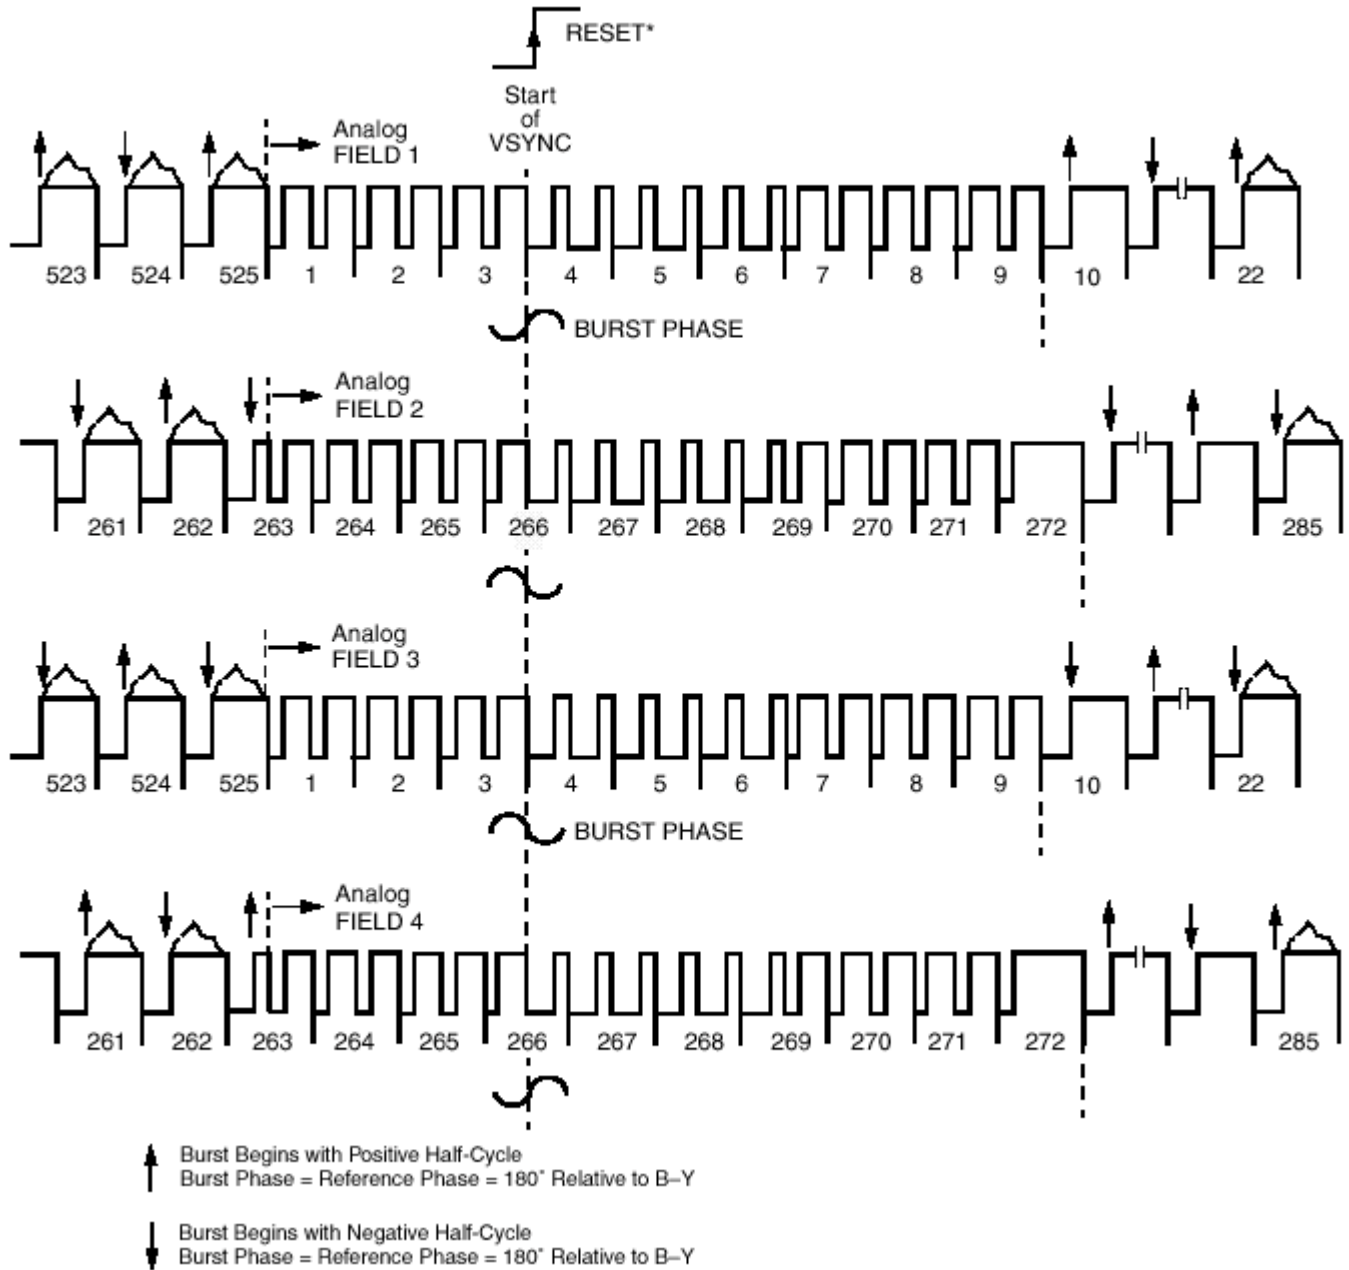 RESET*
Start
of
VSYNC
Analog
FIELD 1
523 524 525 1 2 3 4 5 6 7 8 9 10 22
BURST PHASE
Analog
FIELD 2
261 262 263 264 265 266 267 268 269 270 271 272 285
Analog
FIELD 3
523 524 525 1 2 3 4 5 6 7 8 9 10 22
BURST PHASE
Analog
FIELD 4
261 262 263 264 265 266 267 268 269 270 271 272 285
Burst Begins with Positive Half-Cycle
Burst Phase = Reference Phase = 180° Relative to B–Y
Burst Begins with Negative Half-Cycle
Burst Phase = Reference Phase = 180° Relative to B–Y